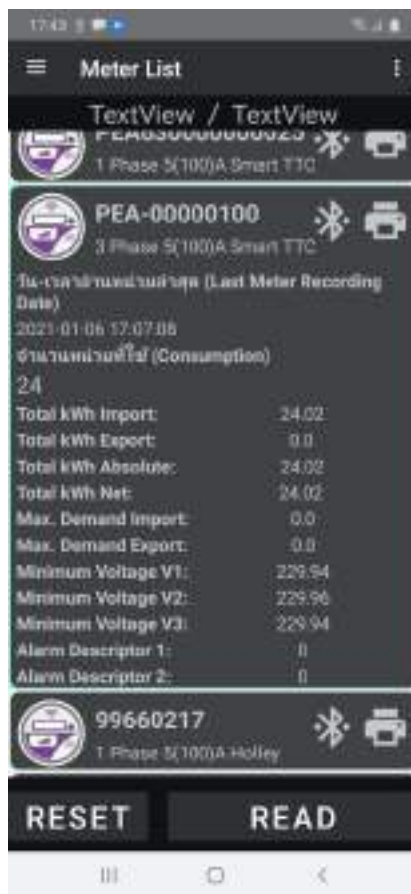 17:43
Meter List
TextView / TextView
1 Phase 5(100)A Smart TTC
PEA-00000100
3 Phase 5(100)A Smart TTC
วัน-เวลาอ่านหน่วยล่าสุด (Last Meter Recording
Date)
2021-01-06 17:07:08
จำนวนหน่วยที่ใช้ (Consumption)
24
Total kWh Import: 24.02
Total kWh Export: 0.0
Total kWh Absolute: 24.02
Total kWh Net: 24.02
Max. Demand Import: 0.0
Max. Demand Export: 0.0
Minimum Voltage V1: 229.94
Minimum Voltage V2: 229.96
Minimum Voltage V3: 229.94
Alarm Descriptor 1: 0
Alarm Descriptor 2: 0
99660217
1 Phase 5(100)A Holley
RESET READ